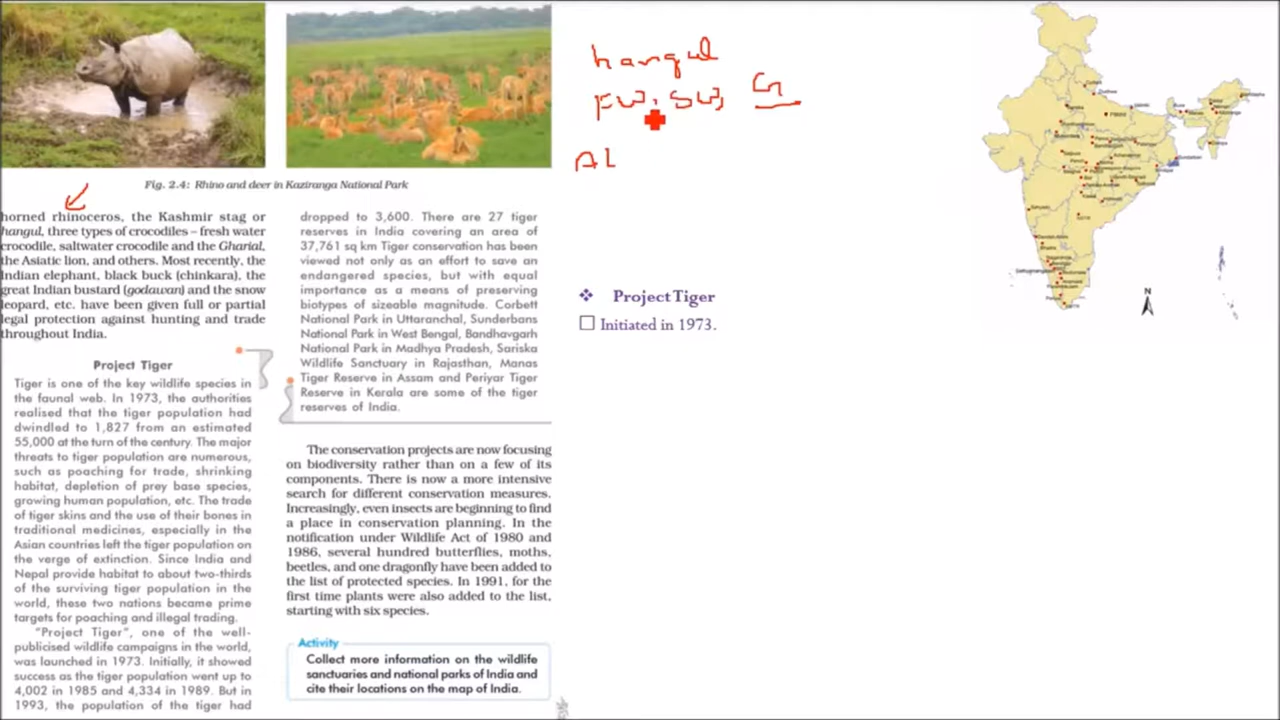 Fig. 2.4: Rhino and deer in Kaziranga National Park
horned rhinoceros, the Kashmir stag or
hangul, three types of crocodiles – fresh water
crocodile, saltwater crocodile and the Gharial,
the Asiatic lion, and others. Most recently, the
Indian elephant, black buck (chinkara), the
great Indian bustard (godawan) and the snow
leopard, etc. have been given full or partial
legal protection against hunting and trade
throughout India.
Project Tiger
Tiger is one of the key wildlife species in
the faunal web. In 1973, the authorities
realised that the tiger population had
dwindled to 1,827 from an estimated
55,000 at the turn of the century. The major
threats to tiger population are numerous,
such as poaching for trade, shrinking
habitat, depletion of prey base species,
growing human population, etc. The trade
of tiger skins and the use of their bones in
traditional medicines, especially in the
Asian countries left the tiger population on
the verge of extinction. Since India and
Nepal provide habitat to about two-thirds
of the surviving tiger population in the
world, these two nations became prime
targets for poaching and illegal trading.
"Project Tiger", one of the well-
publicised wildlife campaigns in the world,
was launched in 1973. Initially, it showed
success as the tiger population went up to
4,002 in 1985 and 4,334 in 1989. But in
1993, the population of the tiger had
dropped to 3,600. There are 27 tiger
reserves in India covering an area of
37,761 sq km Tiger conservation has been
viewed not only as an effort to save an
endangered species, but with equal
importance as a means of preserving
biotypes of sizeable magnitude. Corbett
National Park in Uttaranchal, Sunderbans
National Park in West Bengal, Bandhavgarh
National Park in Madhya Pradesh, Sariska
Wildlife Sanctuary in Rajasthan, Manas
Tiger Reserve in Assam and Periyar Tiger
Reserve in Kerala are some of the tiger
reserves of India.
The conservation projects are now focusing
on biodiversity rather than on a few of its
components. There is now a more intensive
search for different conservation measures.
Increasingly, even insects are beginning to find
a place in conservation planning. In the
notification under Wildlife Act of 1980 and
1986, several hundred butterflies, moths,
beetles, and one dragonfly have been added to
the list of protected species. In 1991, for the
first time plants were also added to the list,
starting with six species.
Activity
Collect more information on the wildlife
sanctuaries and national parks of India and
cite their locations on the map of India.
hangul
FW, SW, G
AL
❖ Project Tiger
☐ Initiated in 1973.
N